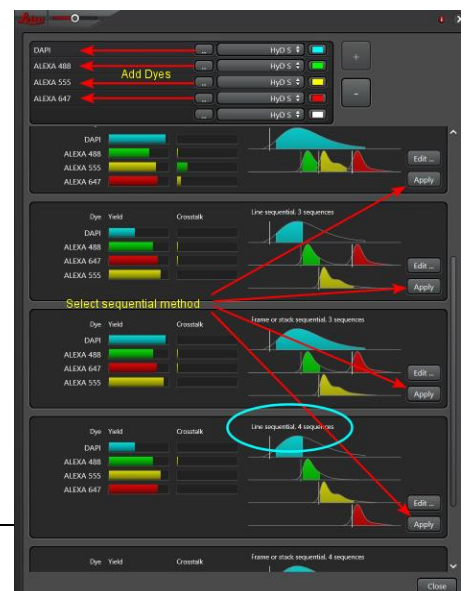 Leica
DAPI .. HyD S
ALEXA 488 .. HyD S +
Add Dyes
ALEXA 555 .. HyD S
ALEXA 647 .. HyD S -
.. HyD S
DAPI
ALEXA 488
ALEXA 555 Edit ...
ALEXA 647 Apply
Dye Yield Crosstalk Line sequential, 3 sequences
DAPI
ALEXA 488
ALEXA 647 Edit ...
ALEXA 555 Apply
Select sequential method
Dye Yield Crosstalk Frame or stack sequential, 3 sequences
DAPI
ALEXA 488
ALEXA 647 Edit ...
ALEXA 555 Apply
Dye Yield Crosstalk Line sequential, 4 sequences
DAPI
ALEXA 488
ALEXA 555
ALEXA 647
Edit ...
Apply
Dye Yield Crosstalk Frame or stack sequential, 4 sequences
Close